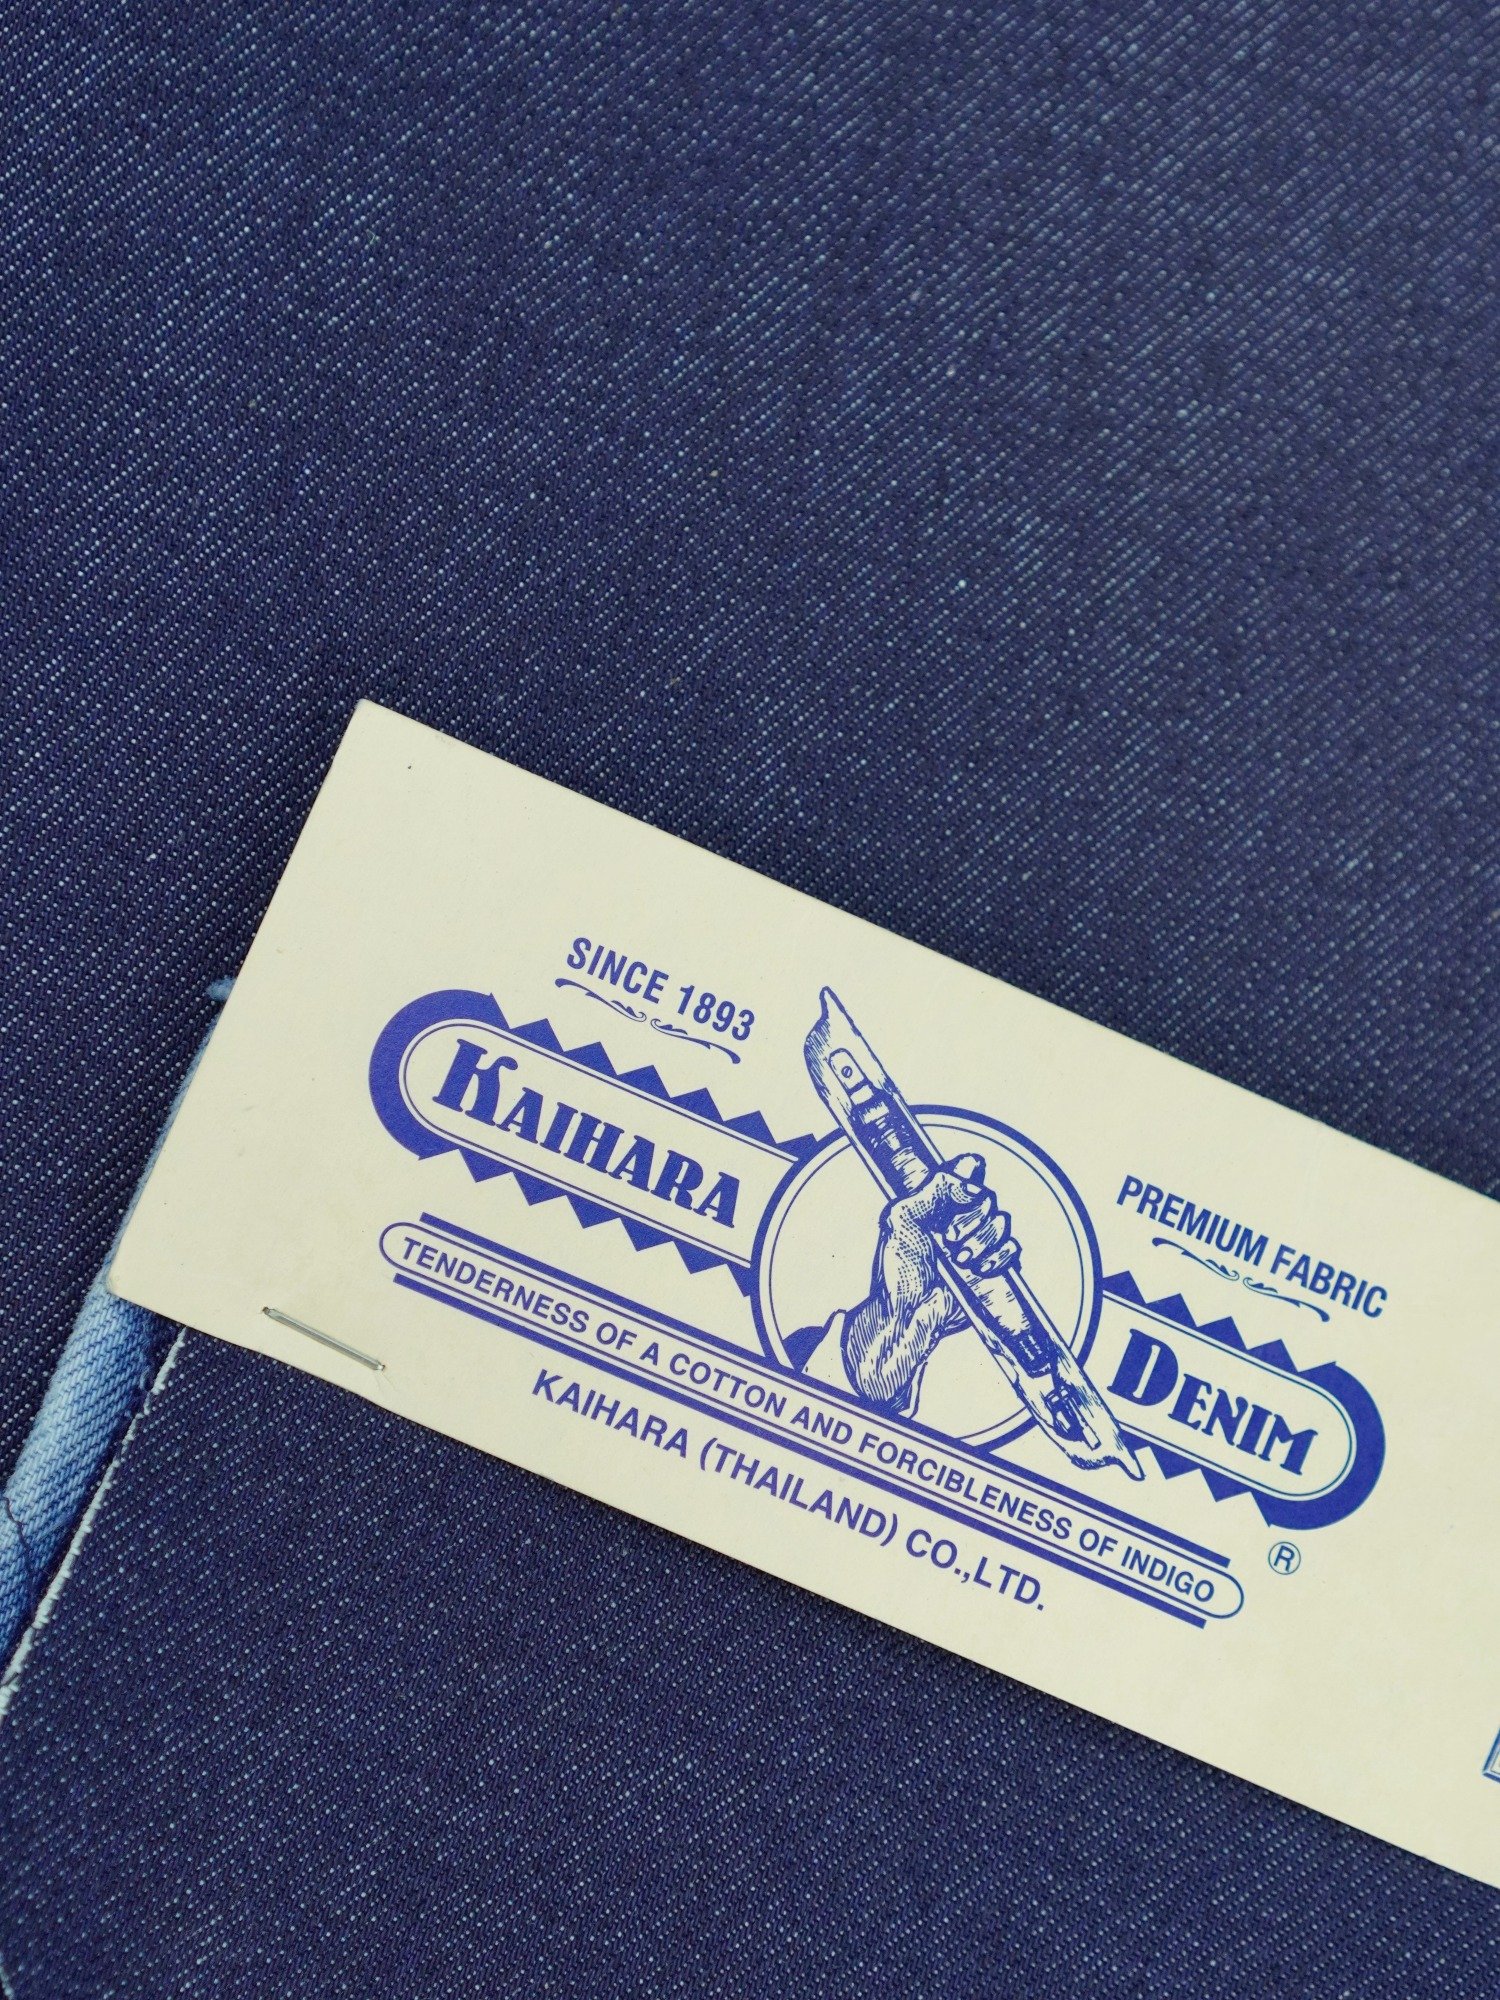 SINCE 1893
KAIHARA
PREMIUM FABRIC
DENIM
®
TENDERNESS OF A COTTON AND FORCIBLENESS OF INDIGO
KAIHARA (THAILAND) CO.,LTD.